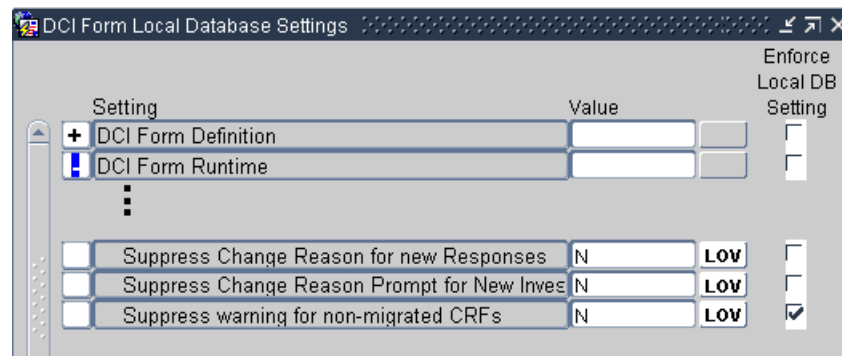 DCI Form Local Database Settings
Enforce
Local DB
Setting Value Setting
+ DCI Form Definition
DCI Form Runtime
Suppress Change Reason for new Responses N LOV
Suppress Change Reason Prompt for New Inves N LOV
Suppress warning for non-migrated CRFs N LOV